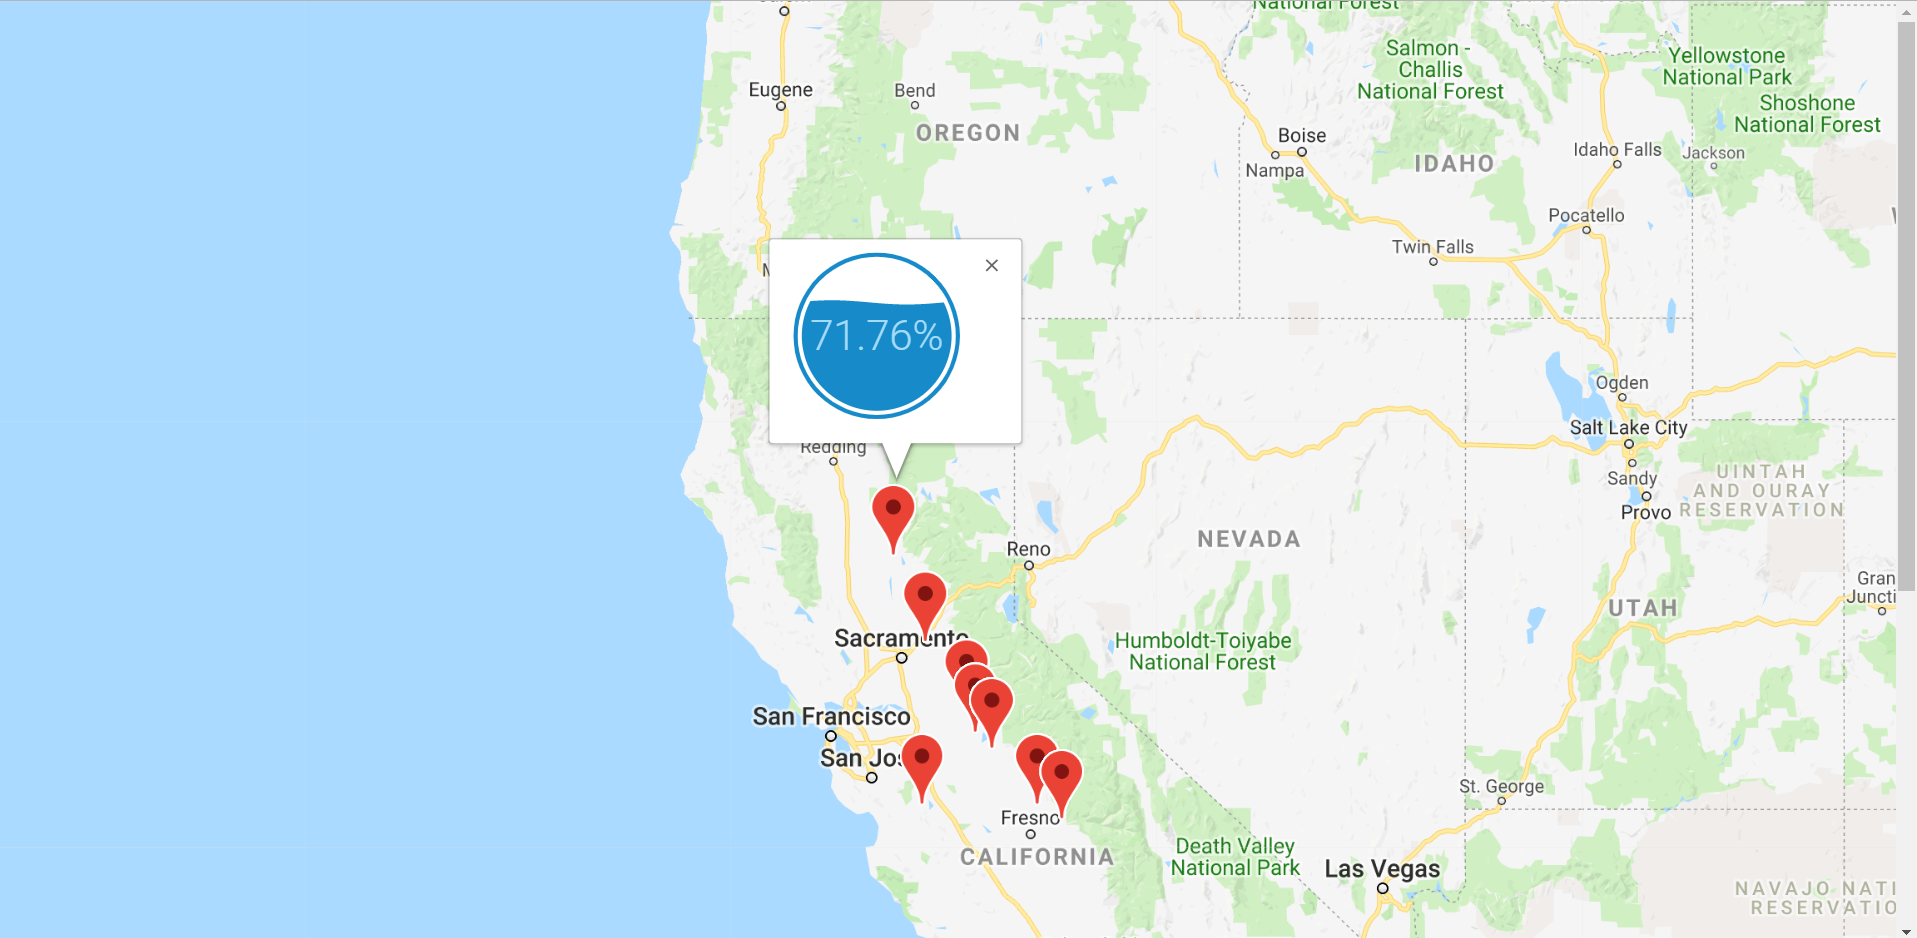 National Forest
Salmon -
Challis
National Forest
Yellowstone
National Park
Shoshone
National Forest
Eugene
Bend
OREGON
Boise
Nampa
IDAHO
Idaho Falls
Jackson
Pocatello
Twin Falls
71.76%
Ogden
Salt Lake City
Sandy
Provo
UINTAH
AND OURAY
RESERVATION
Redding
Reno
NEVADA
Gran
Juncti
UTAH
Sacramento
Humboldt-Toiyabe
National Forest
San Francisco
San Jos
St. George
Fresno
CALIFORNIA
Death Valley
National Park
Las Vegas
NAVAJO NATI
RESERVATIO